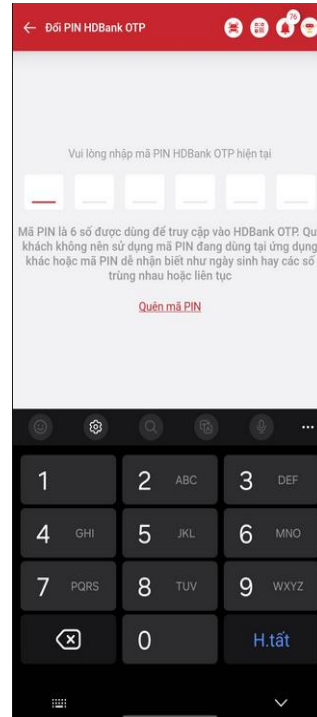 Đổi PIN HDBank OTP
76
Vui lòng nhập mã PIN HDBank OTP hiện tại
Mã PIN là 6 số được dùng để truy cập vào HDBank OTP. Qu
khách không nên sử dụng mã PIN đang dùng tại ứng dụng
khác hoặc mã PIN dễ nhận biết như ngày sinh hay các số
trùng nhau hoặc liên tục
Quên mã PIN
1 2 ABC 3 DEF
4 GHI 5 JKL 6 MNO
7 PQRS 8 TUV 9 WXYZ
0 H.tất